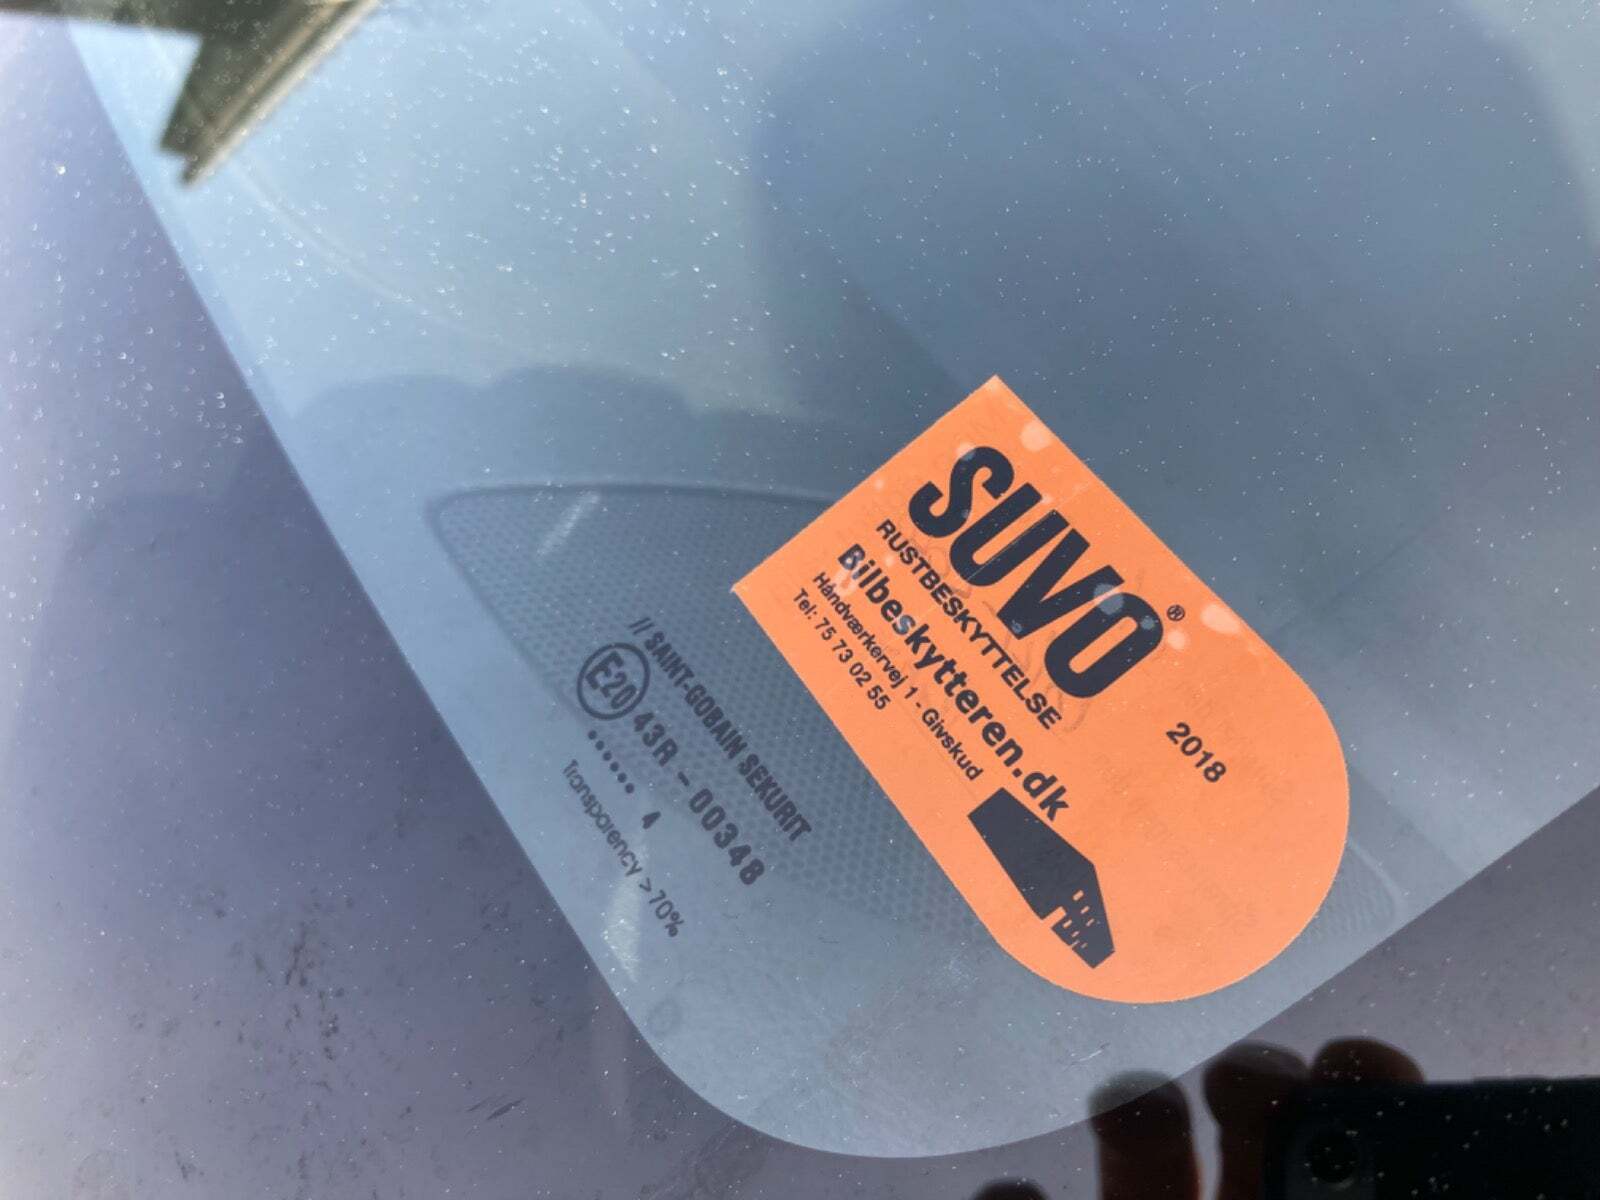 SUVO®
RUSTBESKYTTELSE
Bilbeskytteren.dk
Håndværkervej 1 - Givskud
Tel: 75 73 02 55
2018
// SAINT-GOBAIN SEKURIT
E20 43R - 00348
...... 4
Transparency >70%